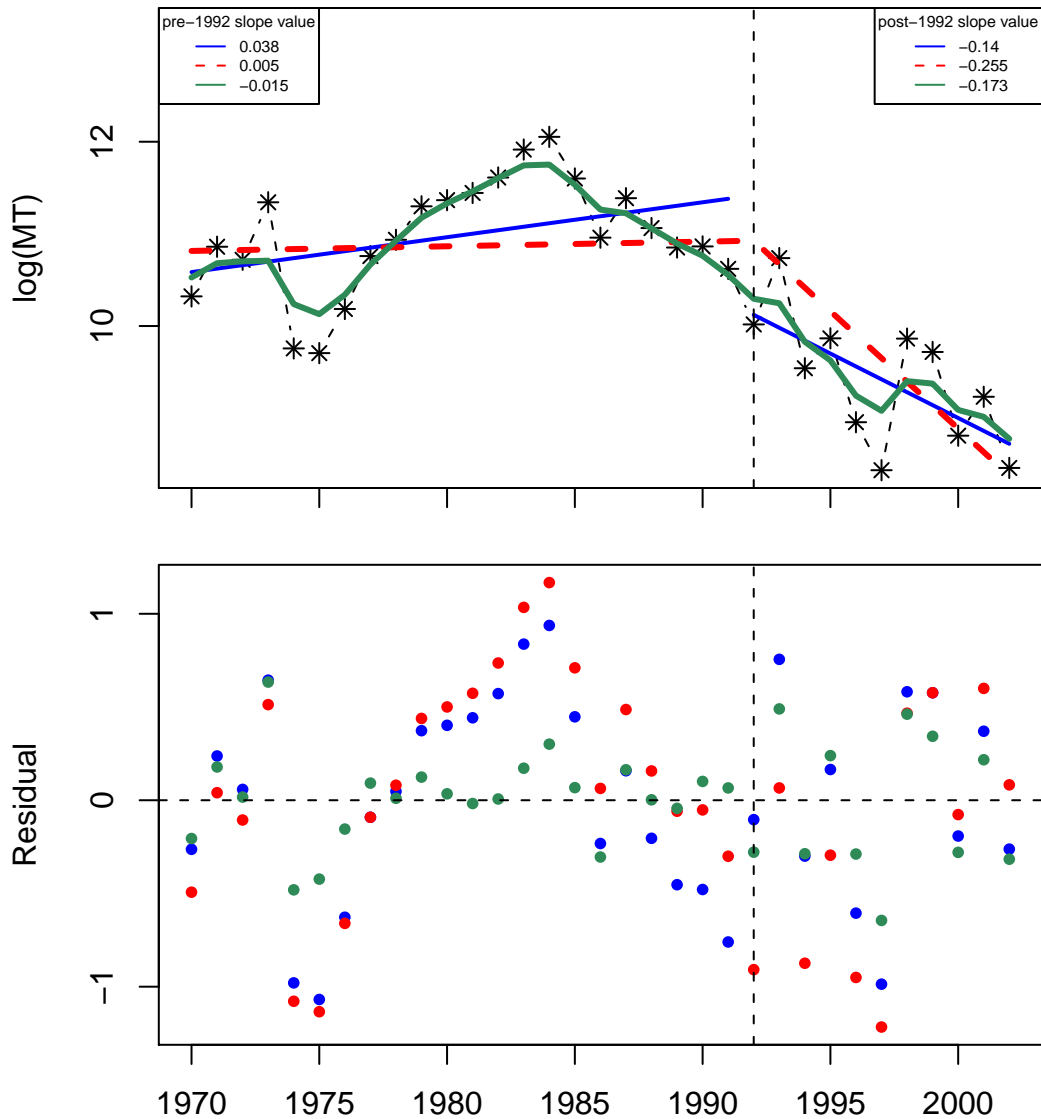 pre−1992 slope value
0.038
0.005
−0.015
post−1992 slope value
−0.14
−0.255
−0.173
log(MT)
12
10
Residual
1
0
−1
1970 1975 1980 1985 1990 1995 2000